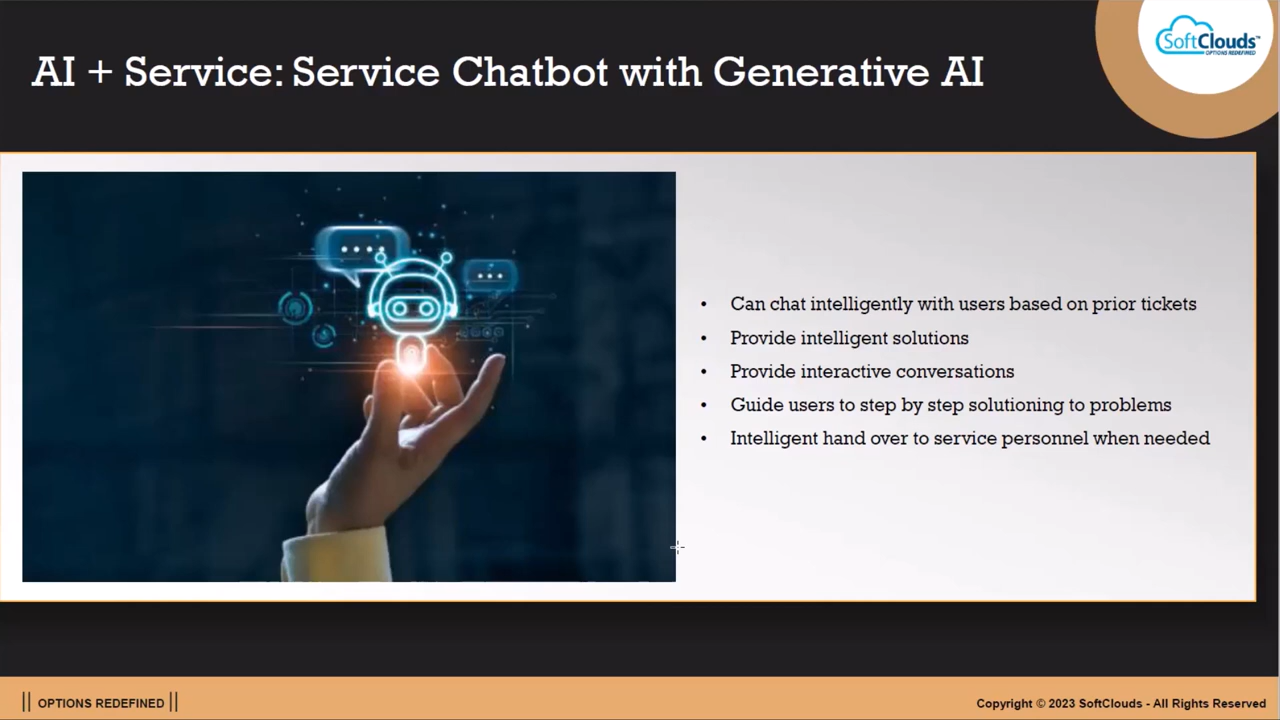 AI + Service: Service Chatbot with Generative AI
SoftClouds™
OPTIONS REDEFINED
• Can chat intelligently with users based on prior tickets
• Provide intelligent solutions
• Provide interactive conversations
• Guide users to step by step solutioning to problems
• Intelligent hand over to service personnel when needed
|| OPTIONS REDEFINED ||
Copyright © 2023 SoftClouds - All Rights Reserved